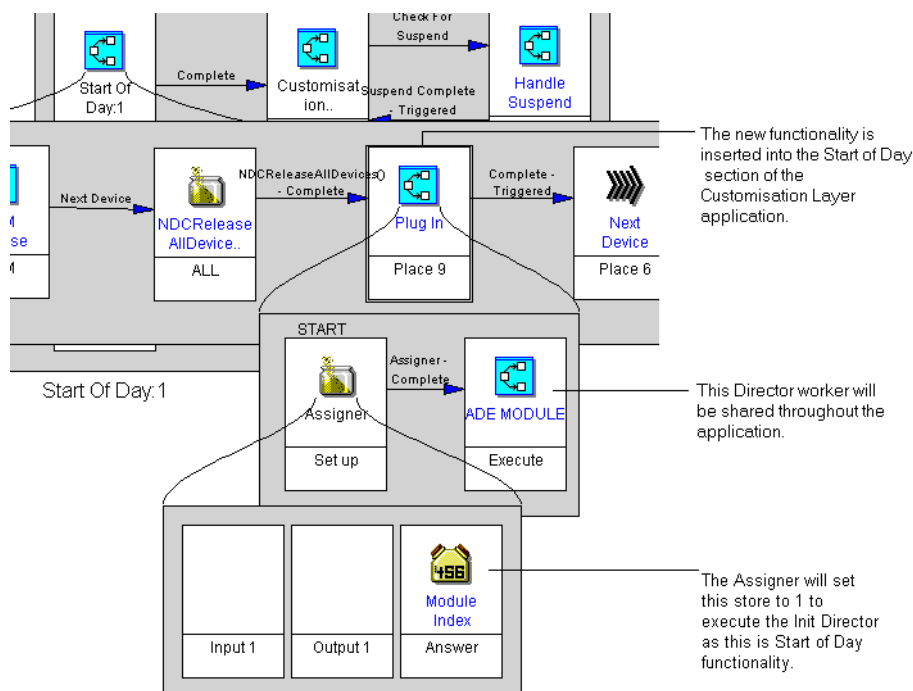 Check For
Suspend
Start Of
Day:1
Complete
Customisat
ion..
Suspend Complete
- Triggered
Handle
Suspend
The new functionality is
inserted into the Start of Day
section of the
Customisation Layer
application.
M
se
M
Next Device
NDCRelease
AllDevice..
ALL
NDCReleaseAllDevices()
- Complete
Plug In
Place 9
Complete -
Triggered
Next
Device
Place 6
START
Assigner
Set up
Assigner -
Complete
ADE MODULE
Execute
Start Of Day:1
This Director worker will
be shared throughout the
application.
456
Module
Index
Input 1
Output 1
Answer
The Assigner will set
this store to 1 to
execute the Init Director
as this is Start of Day
functionality.